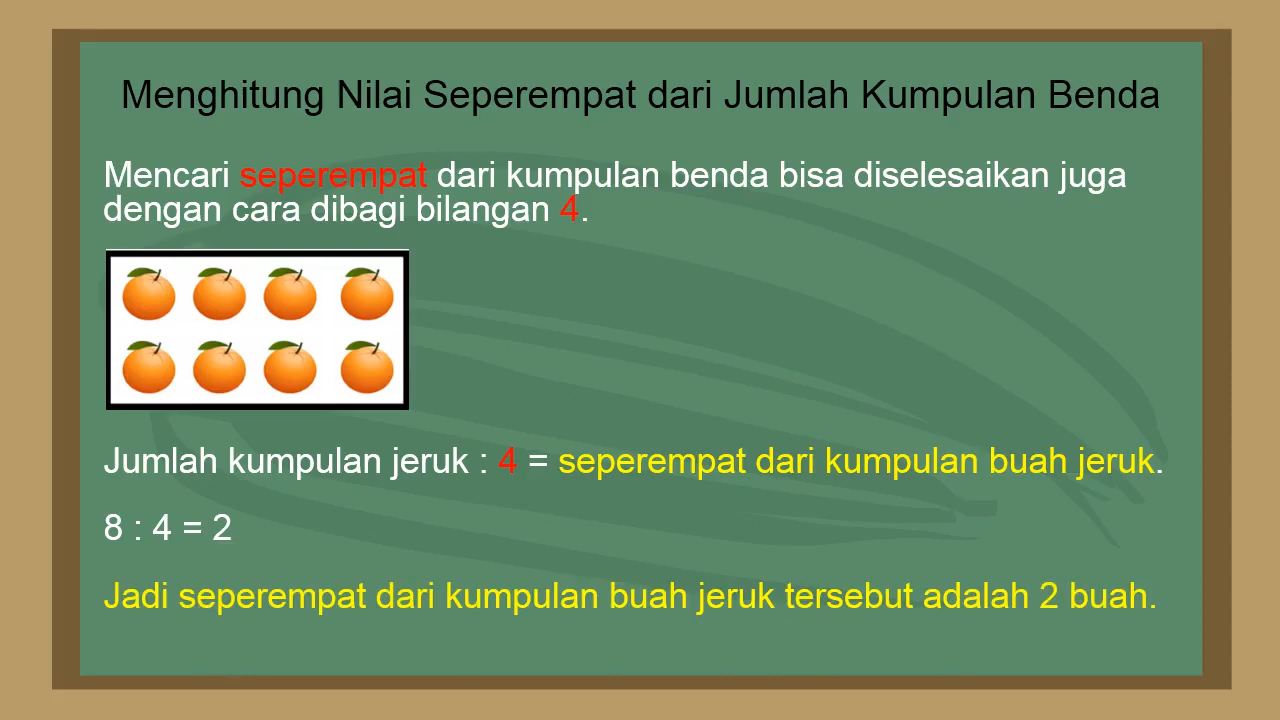 Menghitung Nilai Seperempat dari Jumlah Kumpulan Benda
Mencari seperempat dari kumpulan benda bisa diselesaikan juga
dengan cara dibagi bilangan 4.
Jumlah kumpulan jeruk : 4 = seperempat dari kumpulan buah jeruk.
8 : 4 = 2
Jadi seperempat dari kumpulan buah jeruk tersebut adalah 2 buah.